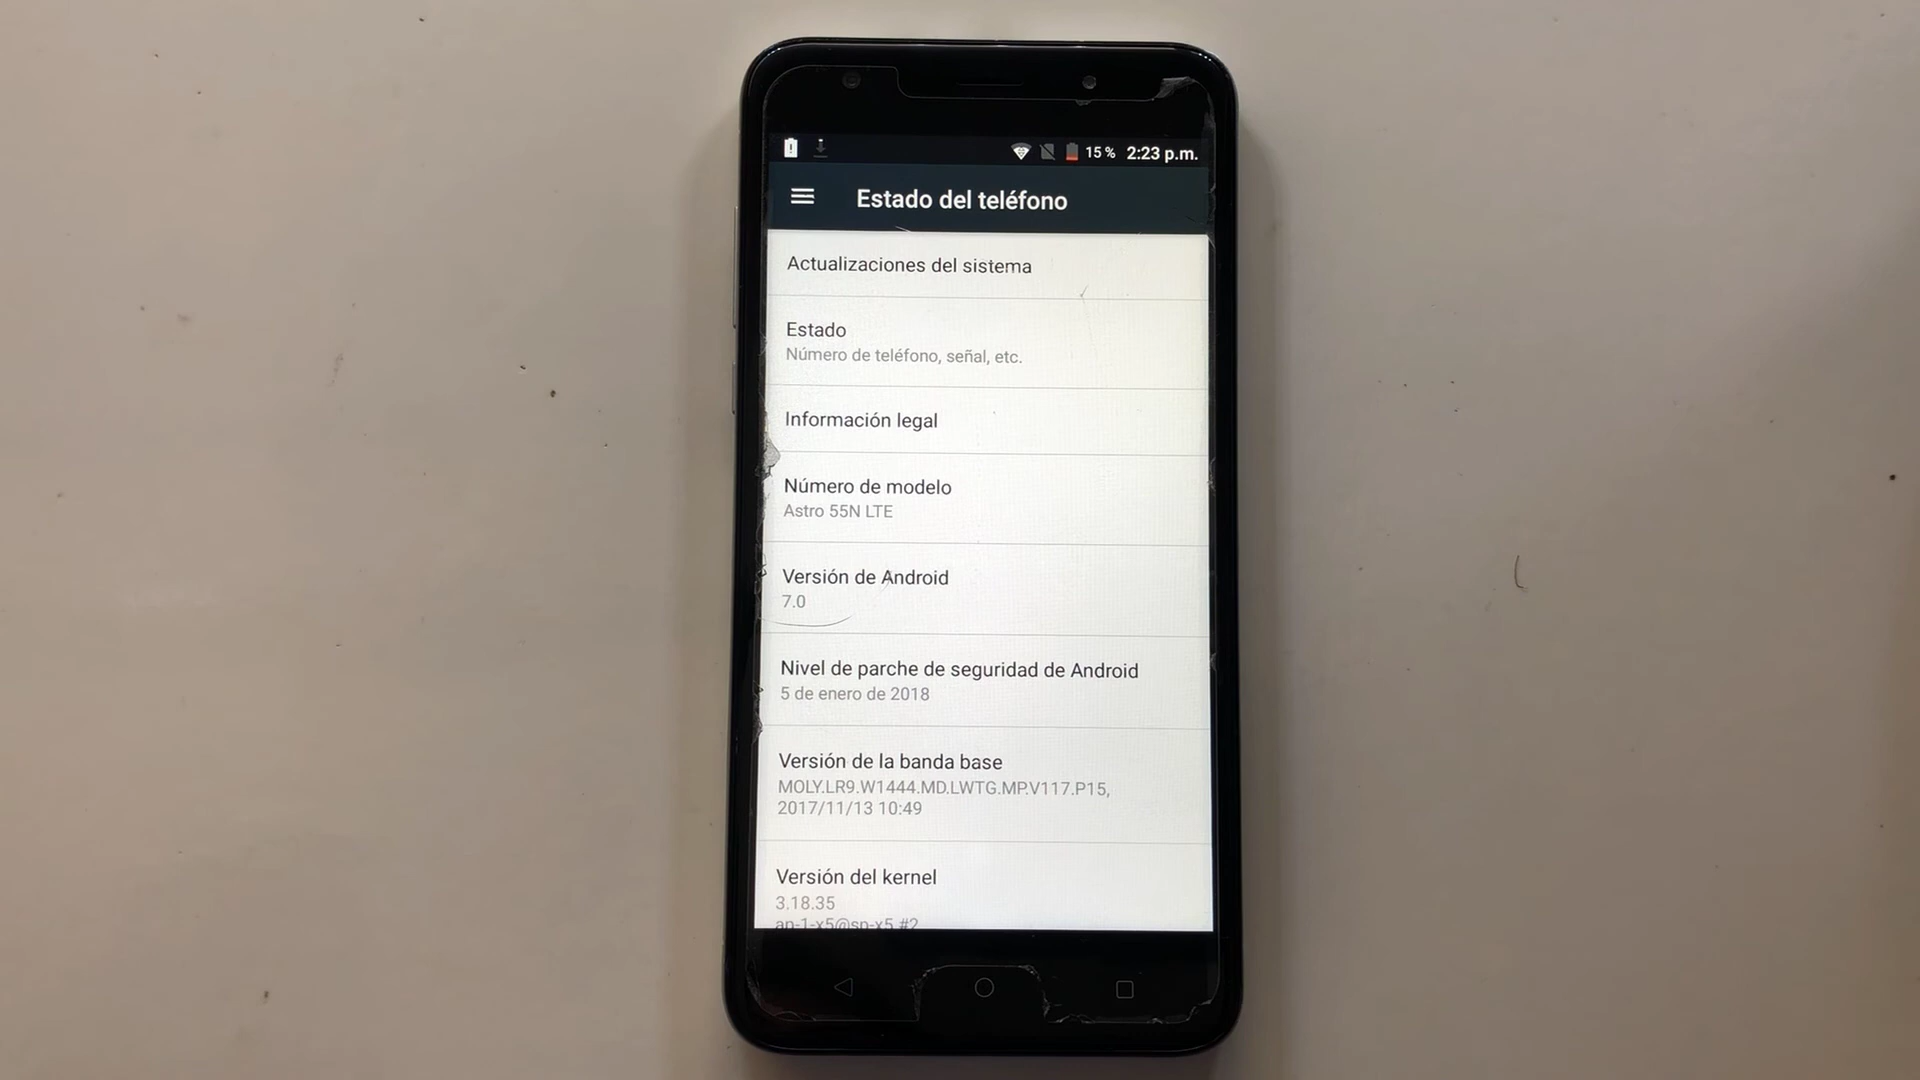 15 % 2:23 p.m.
Estado del teléfono
Actualizaciones del sistema
Estado
Número de teléfono, señal, etc.
Información legal
Número de modelo
Astro 55N LTE
Versión de Android
7.0
Nivel de parche de seguridad de Android
5 de enero de 2018
Versión de la banda base
MOLY.LR9.W1444.MD.LWTG.MP.V117.P15,
2017/11/13 10:49
Versión del kernel
3.18.35
ap-1-x5@sp-x5 #2